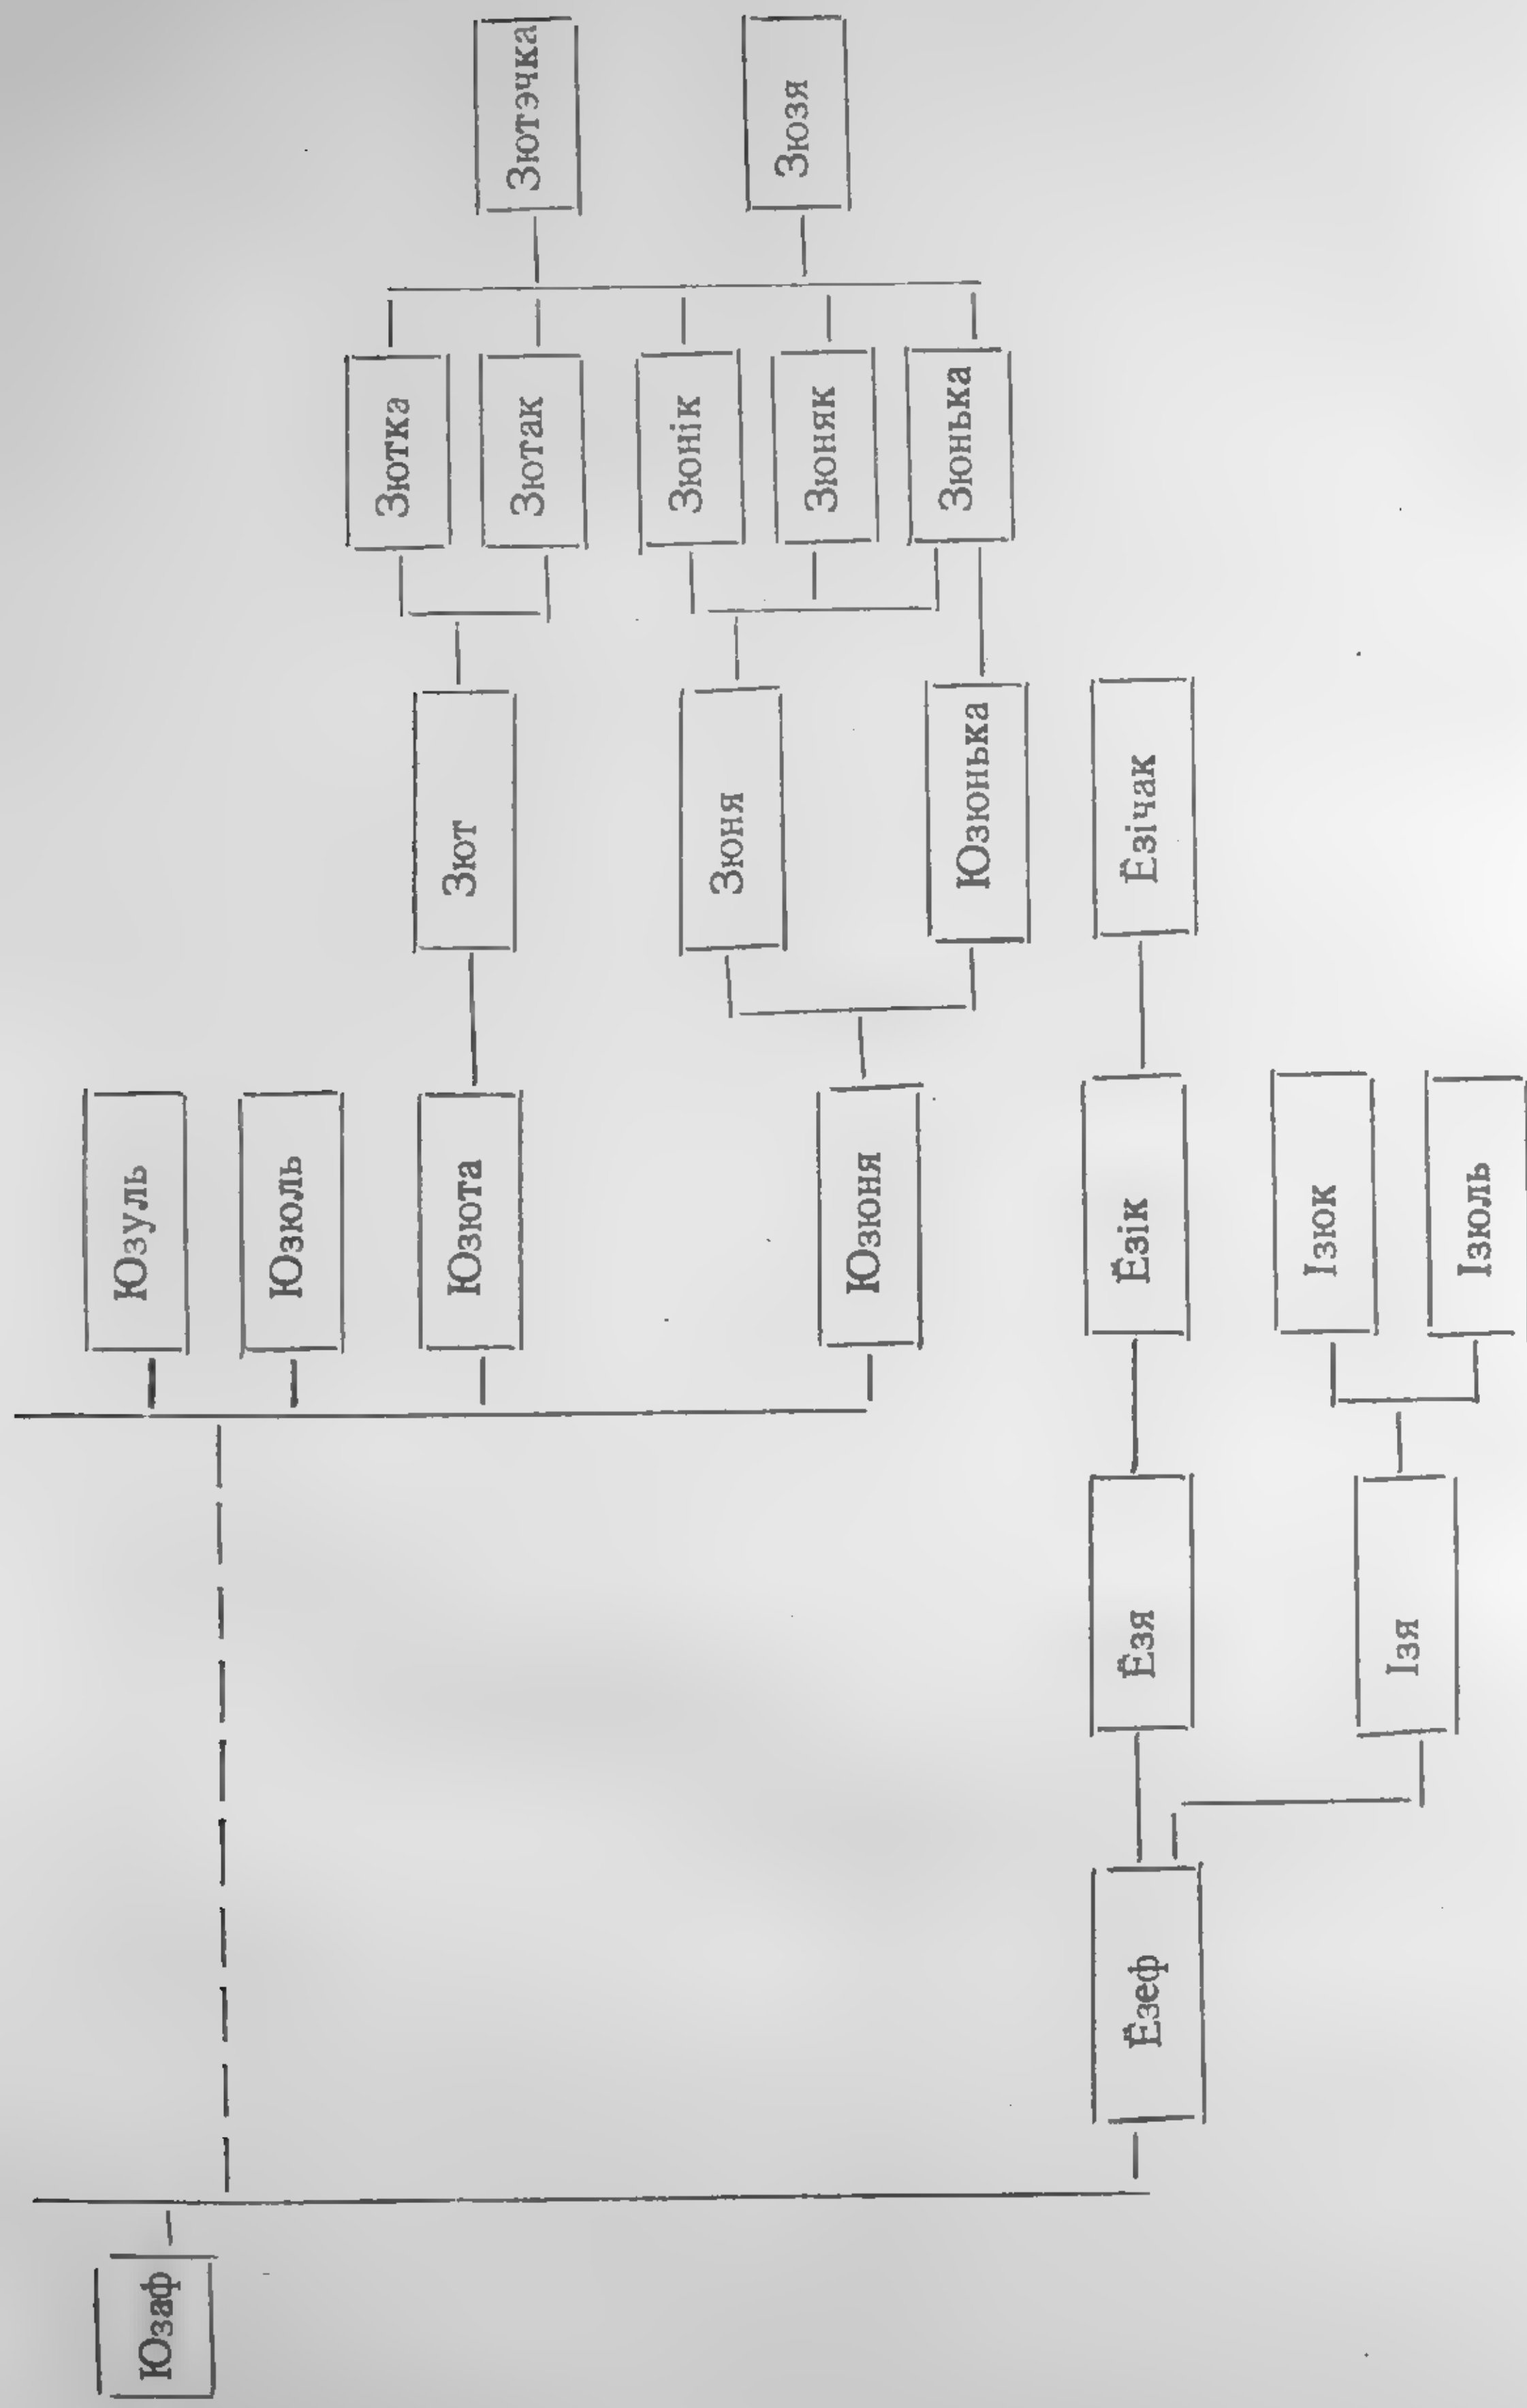 Юзаф
Юзуль
Юзюль
Юзюта
Зют
Зютка
Зютак
Зютэчка
Юзюня
Зюня
Зюнік
Зюняк
Зюнька
Зюзя
Юзюнька
Ёзеф
Ёзя
Ёзік
Ёзічак
Ізя
Ізюк
Ізюль